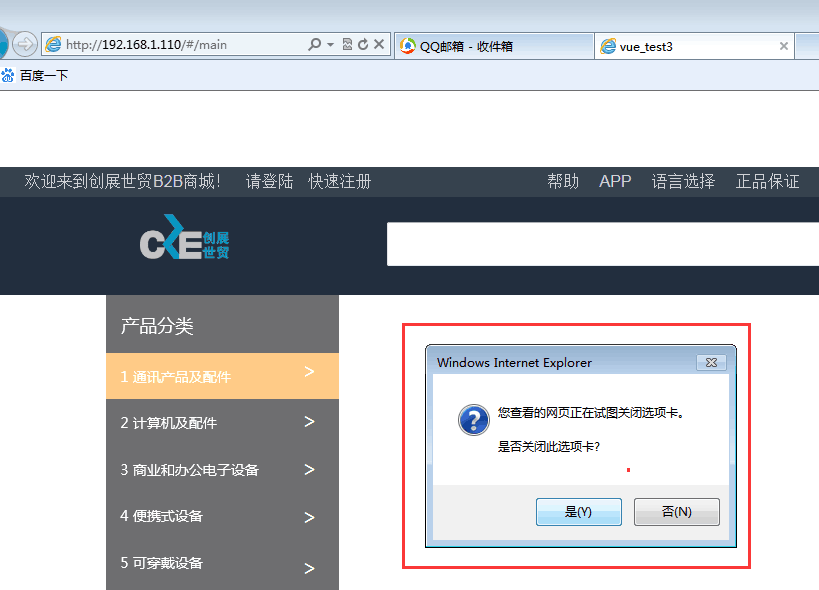 http://192.168.1.110/#/main
QQ邮箱 - 收件箱
vue_test3
百度一下
欢迎来到创展世贸B2B商城! 请登陆 快速注册 帮助 APP 语言选择 正品保证
CZE创展世贸
产品分类
1 通讯产品及配件 >
2 计算机及配件 >
3 商业和办公电子设备 >
4 便携式设备 >
5 可穿戴设备 >
Windows Internet Explorer
您查看的网页正在试图关闭选项卡。
是否关闭此选项卡?
是(Y) 否(N)